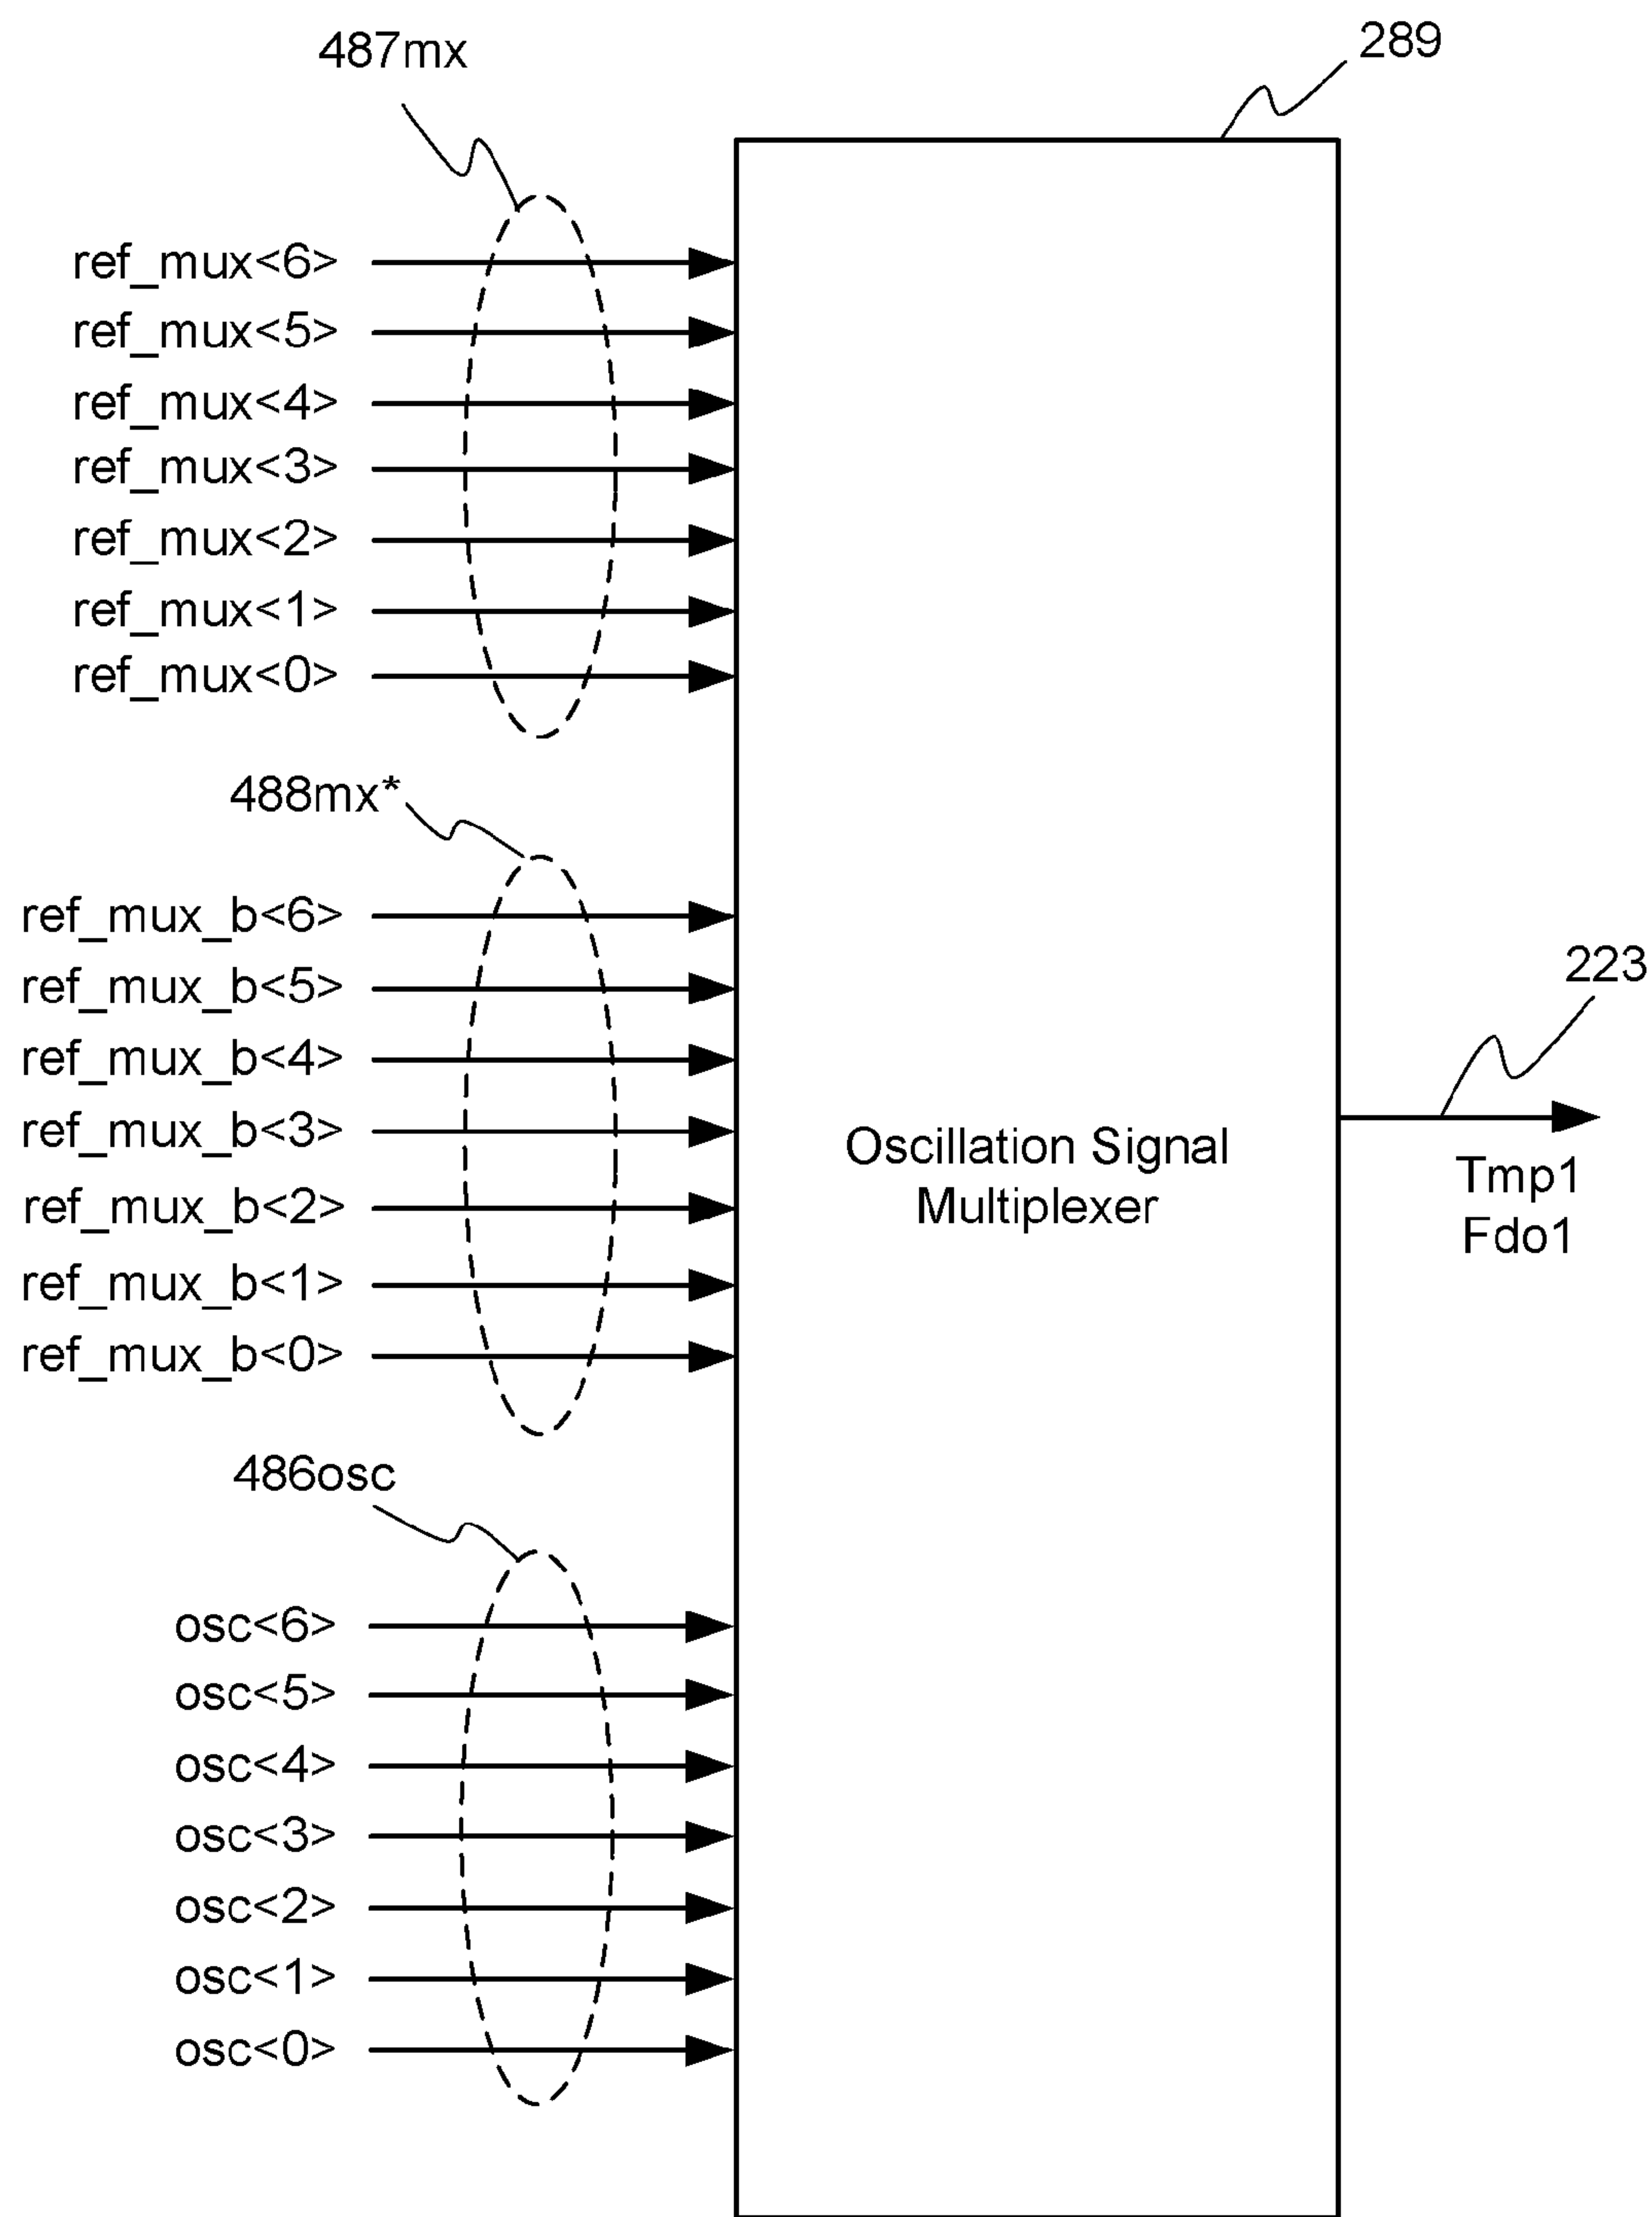 487mx
289
ref_mux<6>
ref_mux<5>
ref_mux<4>
ref_mux<3>
ref_mux<2>
ref_mux<1>
ref_mux<0>
488mx*
ref_mux_b<6>
ref_mux_b<5>
ref_mux_b<4>
ref_mux_b<3>
ref_mux_b<2>
ref_mux_b<1>
ref_mux_b<0>
Oscillation Signal
Multiplexer
223
Tmp1
Fdo1
486osc
osc<6>
osc<5>
osc<4>
osc<3>
osc<2>
osc<1>
osc<0>